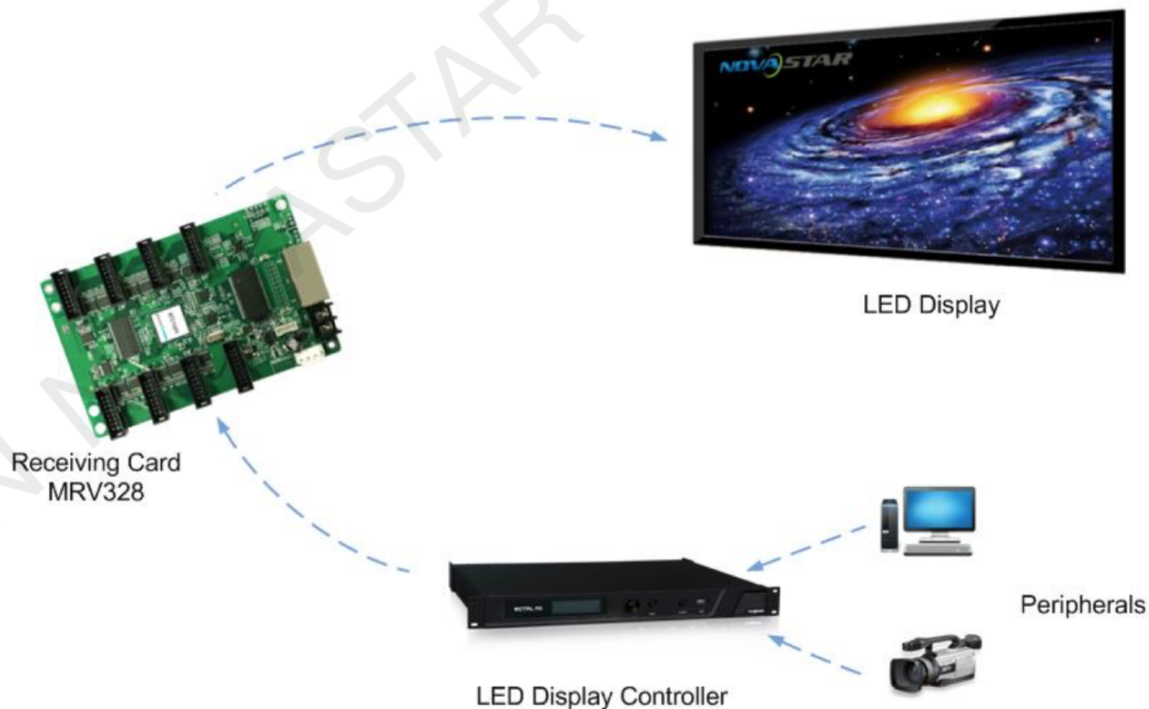 NOVASTAR
LED Display
Receiving Card
MRV328
LED Display Controller
Peripherals